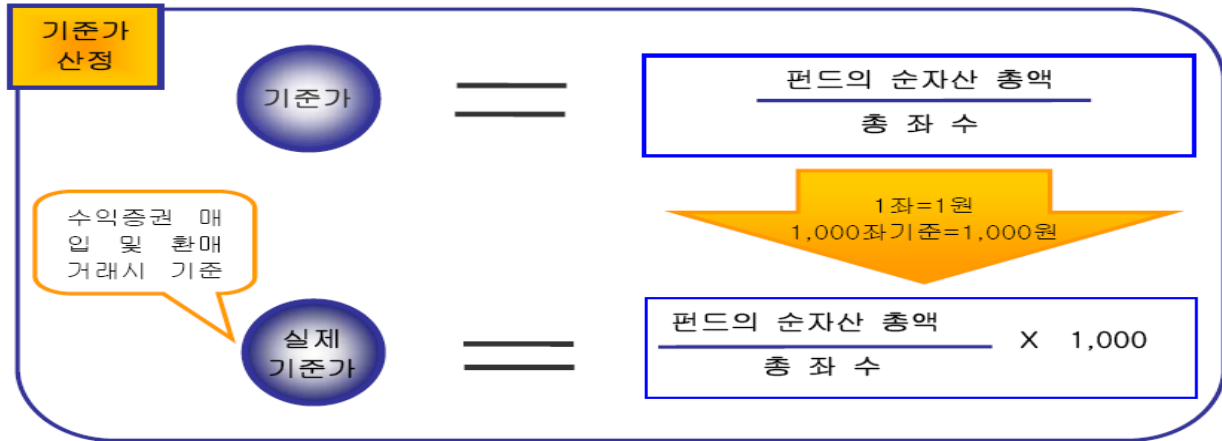 기준가
산정
기준가
펀드의 순자산 총액
총 좌 수
1좌=1원
1,000좌기준=1,000원
수익증권 매
입 및 환매
거래시 기준
실제
기준가
펀드의 순자산 총액
총 좌 수
X 1,000